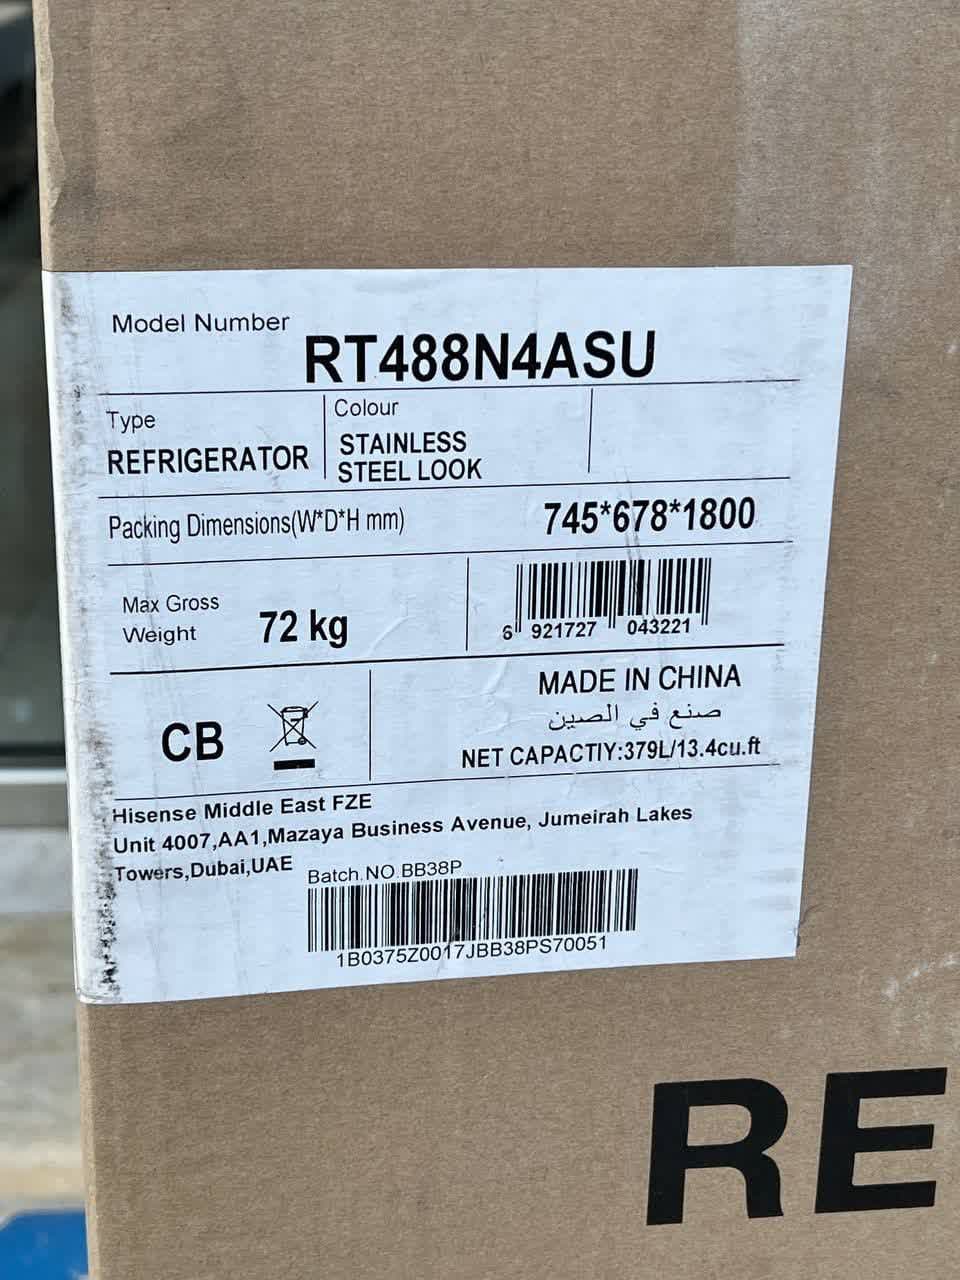 Model Number
RT488N4ASU
Type
REFRIGERATOR
Colour
STAINLESS
STEEL LOOK
Packing Dimensions(W*D*H mm)
745*678*1800
Max Gross
Weight
72 kg
6 921727 043221
CB
MADE IN CHINA
صنع في الصين
NET CAPACTIY:379L/13.4cu.ft
Hisense Middle East FZE
Unit 4007,AA1,Mazaya Business Avenue, Jumeirah Lakes
Towers,Dubai,UAE
Batch.NO.BB38P
1B0375Z0017JBB38PS70051
RE